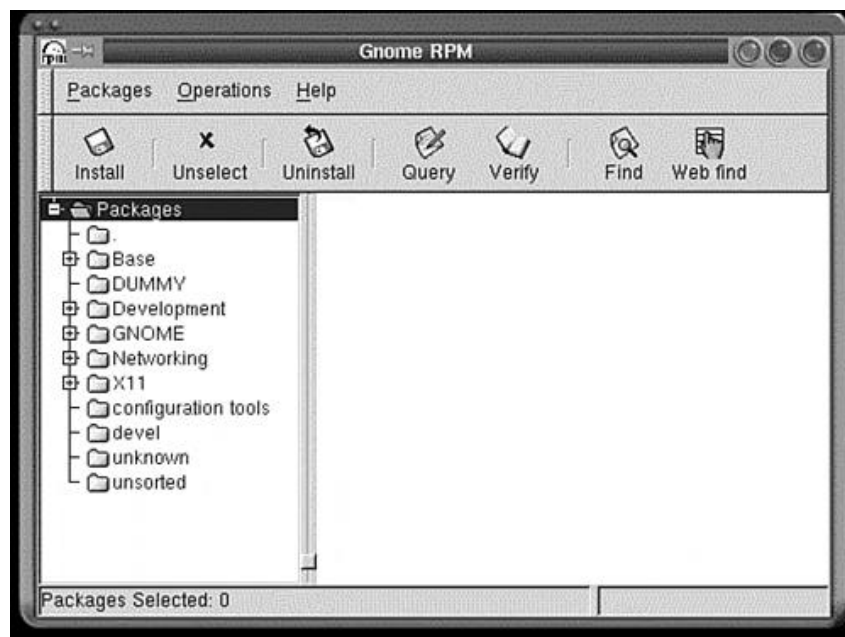 rpm
Gnome RPM
Packages Operations Help
Install Unselect Uninstall Query Verify Find Web find
Packages
.
Base
DUMMY
Development
GNOME
Networking
X11
configuration tools
devel
unknown
unsorted
Packages Selected: 0